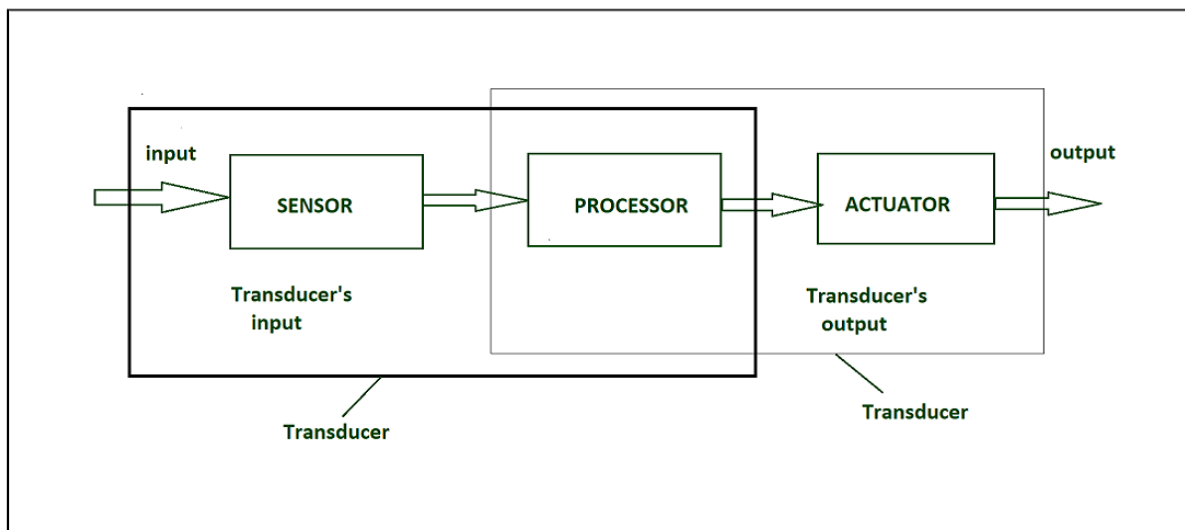 input
output
SENSOR
PROCESSOR
ACTUATOR
Transducer's
input
Transducer's
output
Transducer
Transducer